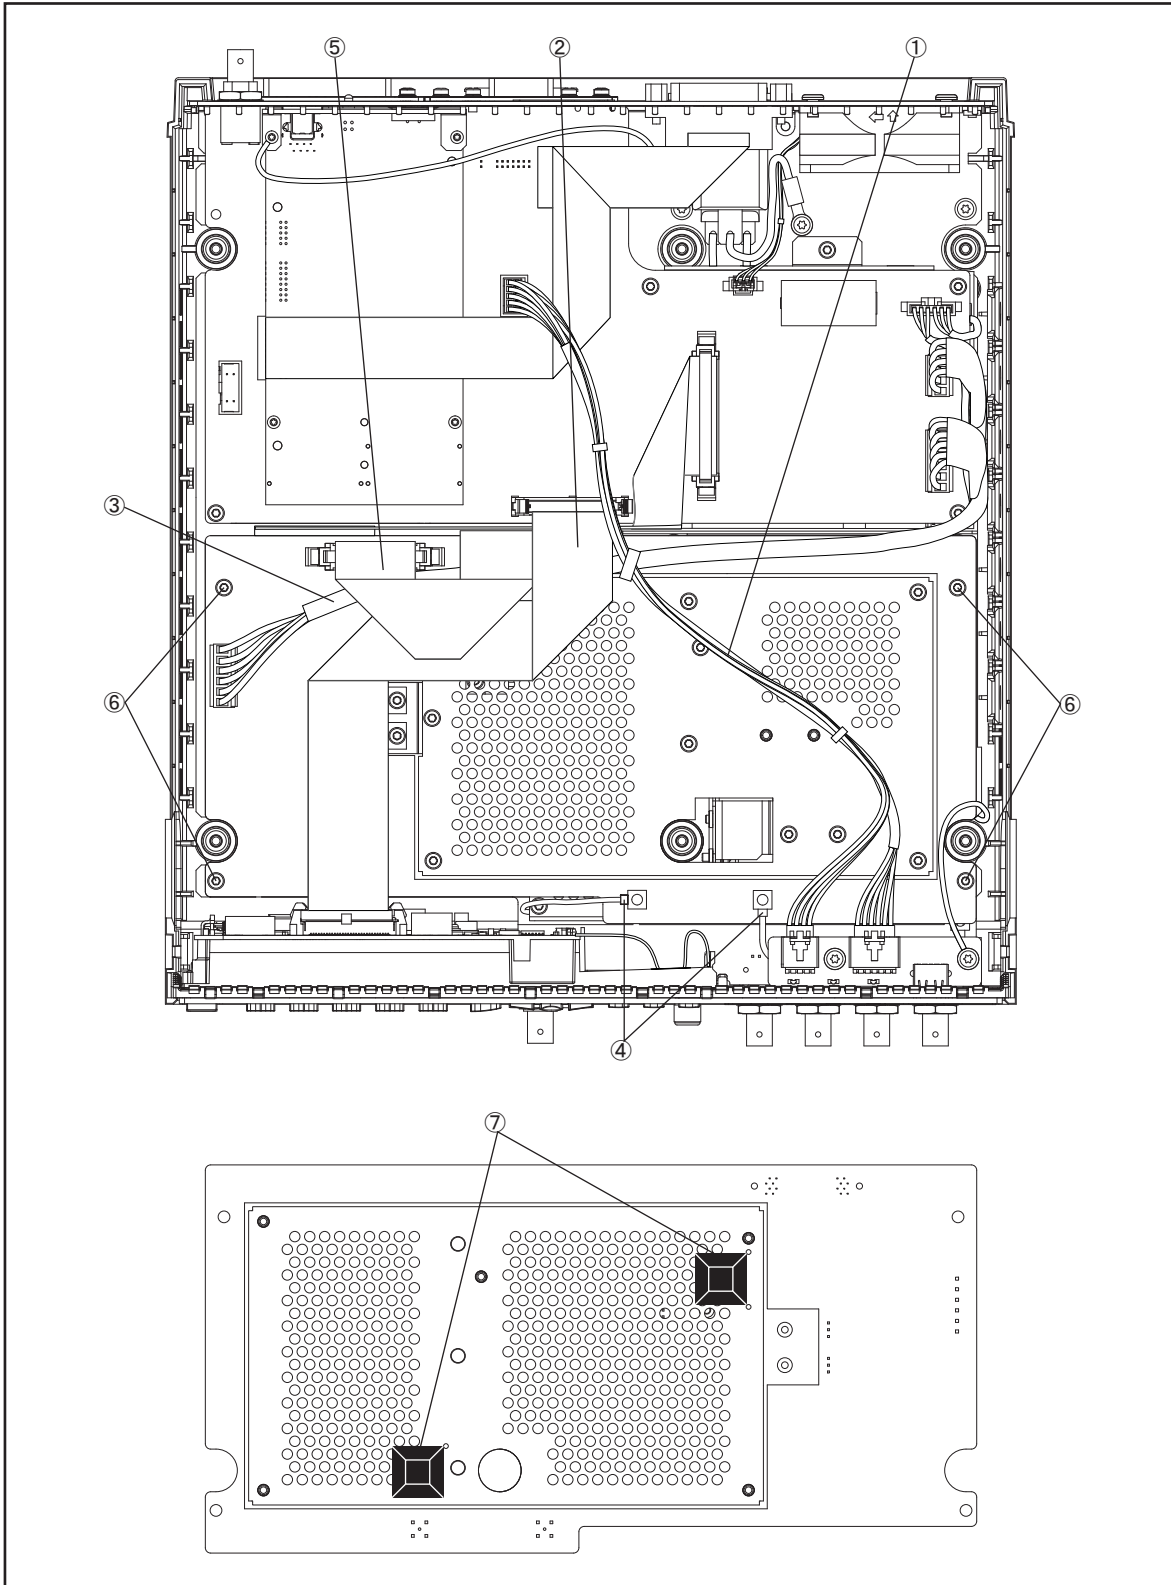 ⑤ ② ①
③
⑥ ⑥
④
⑦